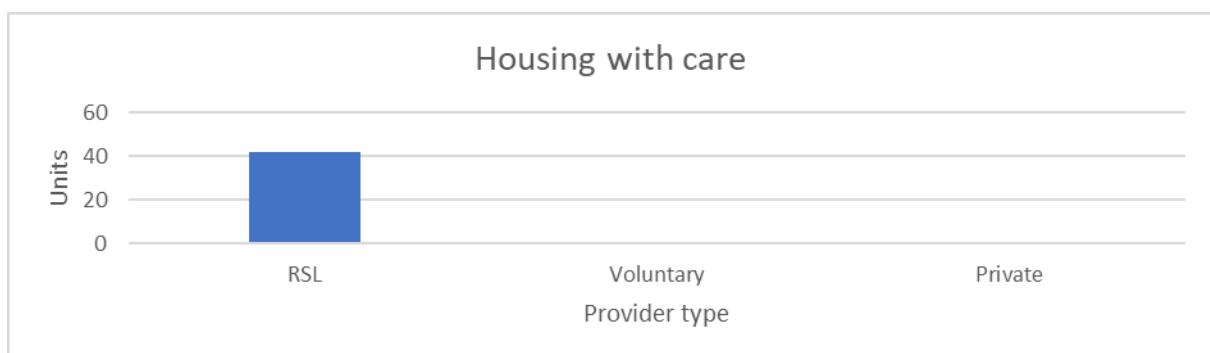 Housing with care
60
40
20
0
Units
RSL Voluntary Private
Provider type